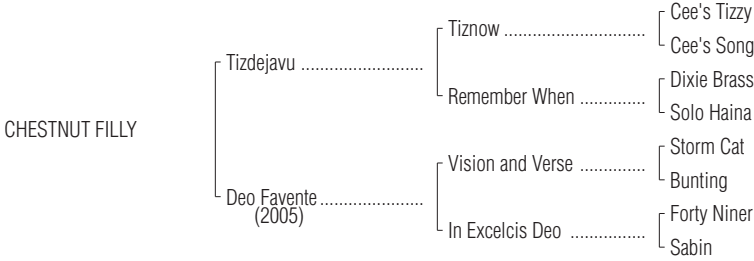 Cee's Tizzy
Tiznow ..............................
Cee's Song
Tizdejavu ..........................
Dixie Brass
Remember When ..............
Solo Haina
CHESTNUT FILLY
Storm Cat
Vision and Verse ..............
Bunting
Deo Favente ......................
(2005)
Forty Niner
In Excelcis Deo ................
Sabin